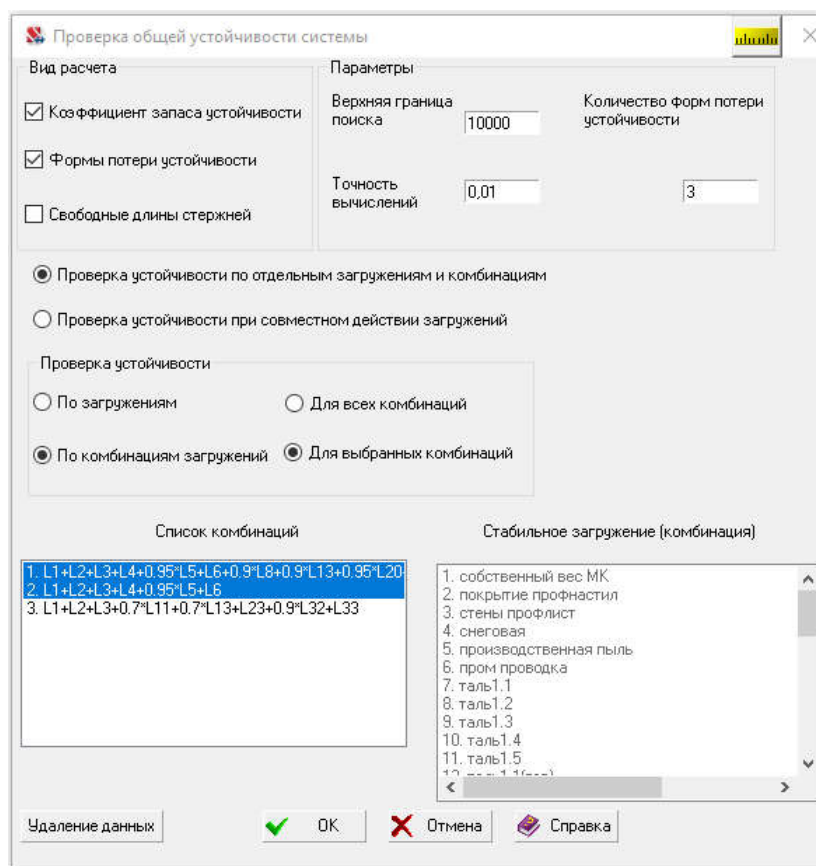 Проверка общей устойчивости системы
Вид расчета
Коэффициент запаса устойчивости
Формы потери устойчивости
Свободные длины стержней
Параметры
Верхняя граница
поиска
10000
Количество форм потери
устойчивости
Точность
вычислений
0,01
3
Проверка устойчивости по отдельным загружениям и комбинациям
Проверка устойчивости при совместном действии загружений
Проверка устойчивости
По загружениям
Для всех комбинаций
По комбинациям загружений
Для выбранных комбинаций
Список комбинаций
1. L1+L2+L3+L4+0.95*L5+L6+0.9*L8+0.9*L13+0.95*L20
2. L1+L2+L3+L4+0.95*L5+L6
3. L1+L2+L3+0.7*L11+0.7*L13+L23+0.9*L32+L33
Стабильное загружение (комбинация)
1. собственный вес МК
2. покрытие профнастил
3. стены профлист
4. снеговая
5. производственная пыль
6. пром проводка
7. таль1.1
8. таль1.2
9. таль1.3
10. таль1.4
11. таль1.5
Удаление данных
OK
Отмена
Справка